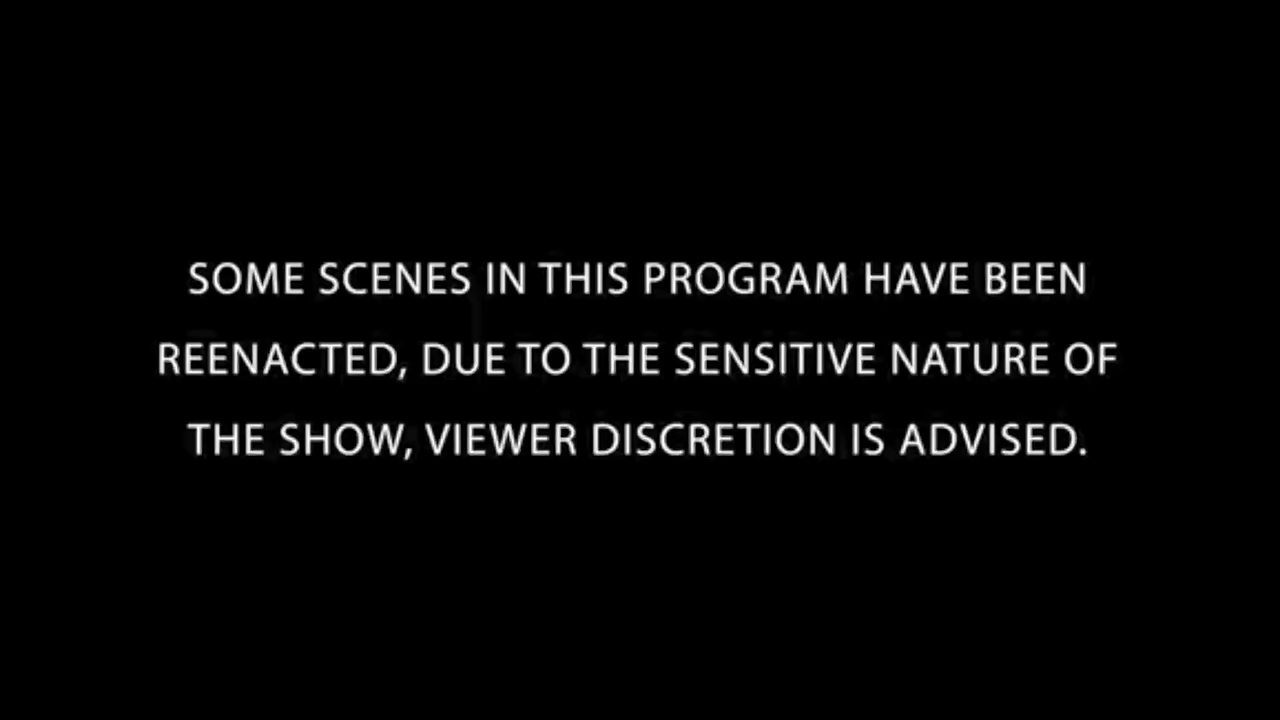 SOME SCENES IN THIS PROGRAM HAVE BEEN
REENACTED, DUE TO THE SENSITIVE NATURE OF
THE SHOW, VIEWER DISCRETION IS ADVISED.